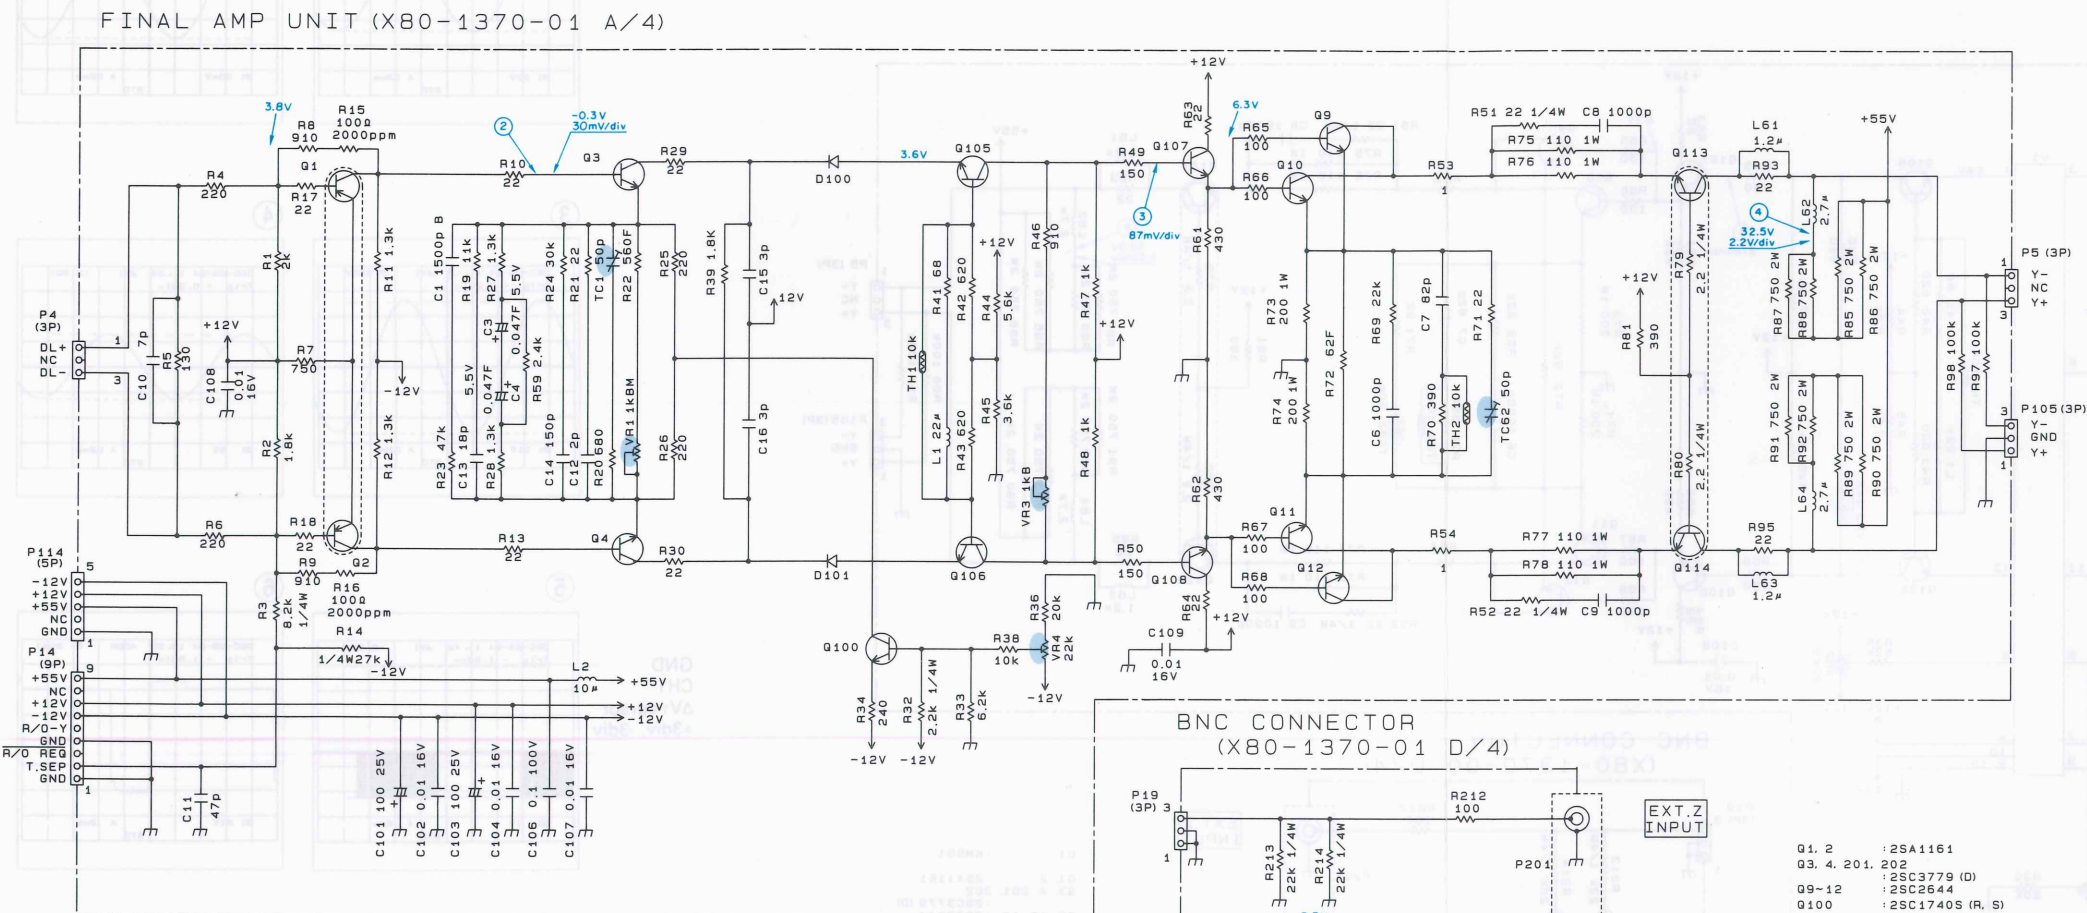 FINAL AMP UNIT (X80-1370-01 A/4)
3.8V
R8
910
R15
100Ω
2000ppm
Q1
R4
220
R17
22
R1
2k
R11 1.3k
2
-0.3V
30mV/div
R10
22
Q3
R29
22
C1 1500p B
R19 11k
R27 1.3k
5.5V
C3
0.047F
R24 30k
R21 22
TC1 50p
R22 560F
R25
220
R39 1.8K
C15 3p
12V
D100
3.6V
Q105
R41 68
R42 620
+12V
R44
5.6k
R46
910
R47 1k
+12V
R49
150
3
87mV/div
Q107
+12V
R63
22
6.3V
R65
100
R66
100
Q9
Q10
R61
430
R53
1
R51 22 1/4W
C8 1000p
R75 110 1W
R76 110 1W
Q113
L61
1.2μ
R93
22
+55V
4
32.5V
2.2V/div
L62
2.7μ
R79
2.2 1/4W
R87 750 2W
R88 750 2W
R85 750 2W
R86 750 2W
P5 (3P)
1
Y-
NC
Y+
3
P4
(3P)
DL+
NC
DL-
1
3
C10 7p
R5
130
+12V
C108
0.01
16V
R7
750
-12V
R2
1.8k
R12 1.3k
5.5V
0.047F
C4
R59 2.4k
R23 47k
C13 18p
R28 1.3k
C14 150p
C12 2p
R20 680
VR1 1kBM
R26
220
C16 3p
TH1 10k
L1 22μ
R43 620
R45
3.6k
VR3 1kB
R48 1k
R73
200 1W
R74
200 1W
R72 62F
R69 22k
C6 1000p
C7 82p
R70 390
TH2 10k
R71 22
TC62 50p
+12V
R81
390
R80
2.2 1/4W
R91 750 2W
R92 750 2W
R89 750 2W
R90 750 2W
L64
2.7μ
R98 100k
R97 100k
3
P105(3P)
Y-
GND
Y+
1
R6
220
R18
22
Q2
R9
910
R16
100Ω
2000ppm
R13
22
Q4
R30
22
D101
Q106
R50
150
Q108
R62
430
R64
22
R67
100
R68
100
Q11
Q12
R54
1
R77 110 1W
R78 110 1W
R52 22 1/4W
C9 1000p
Q114
R95
22
L63
1.2μ
P114
(5P)
5
-12V
+12V
+55V
NC
GND
1
R3
8.2k
1/4W
R14
1/4W27k
-12V
P14
(9P)
9
+55V
NC
+12V
-12V
R/O-Y
GND
R/O REQ
T.SEP
GND
1
L2
10μ
+55V
+12V
-12V
C11
47p
C101 100 25V
C102 0.01 16V
C103 100 25V
C104 0.01 16V
C106 0.1 100V
C107 0.01 16V
Q100
R34
240
-12V
R32
2.2k 1/4W
-12V
R33
6.2k
R38
10k
R36
20k
VR4
22k
-12V
C109
0.01
16V
+12V
BNC CONNECTOR
(X80-1370-01 D/4)
P19
(3P) 3
1
R213
22k 1/4W
R214
22k 1/4W
R212
100
P201
EXT.Z
INPUT
Q1, 2 :2SA1161
Q3, 4, 201, 202
:2SC3779 (D)
Q9~12 :2SC2644
Q100 :2SC1740S (R, S)